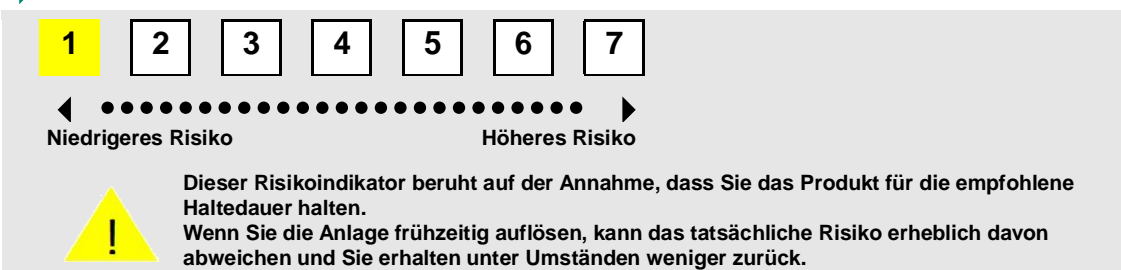 1 2 3 4 5 6 7
Niedrigeres Risiko Höheres Risiko
Dieser Risikoindikator beruht auf der Annahme, dass Sie das Produkt für die empfohlene
Haltedauer halten.
! Wenn Sie die Anlage frühzeitig auflösen, kann das tatsächliche Risiko erheblich davon
abweichen und Sie erhalten unter Umständen weniger zurück.